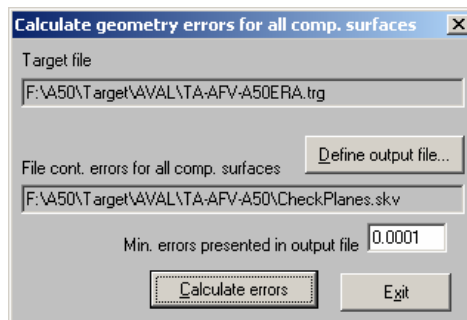 Calculate geometry errors for all comp. surfaces
Target file
F:\A50\Target\AVAL\TA-AFV-A50ERA.trg
Define output file...
File cont. errors for all comp. surfaces
F:\A50\Target\AVAL\TA-AFV-A50\CheckPlanes.skv
Min. errors presented in output file 0.0001
Calculate errors Exit